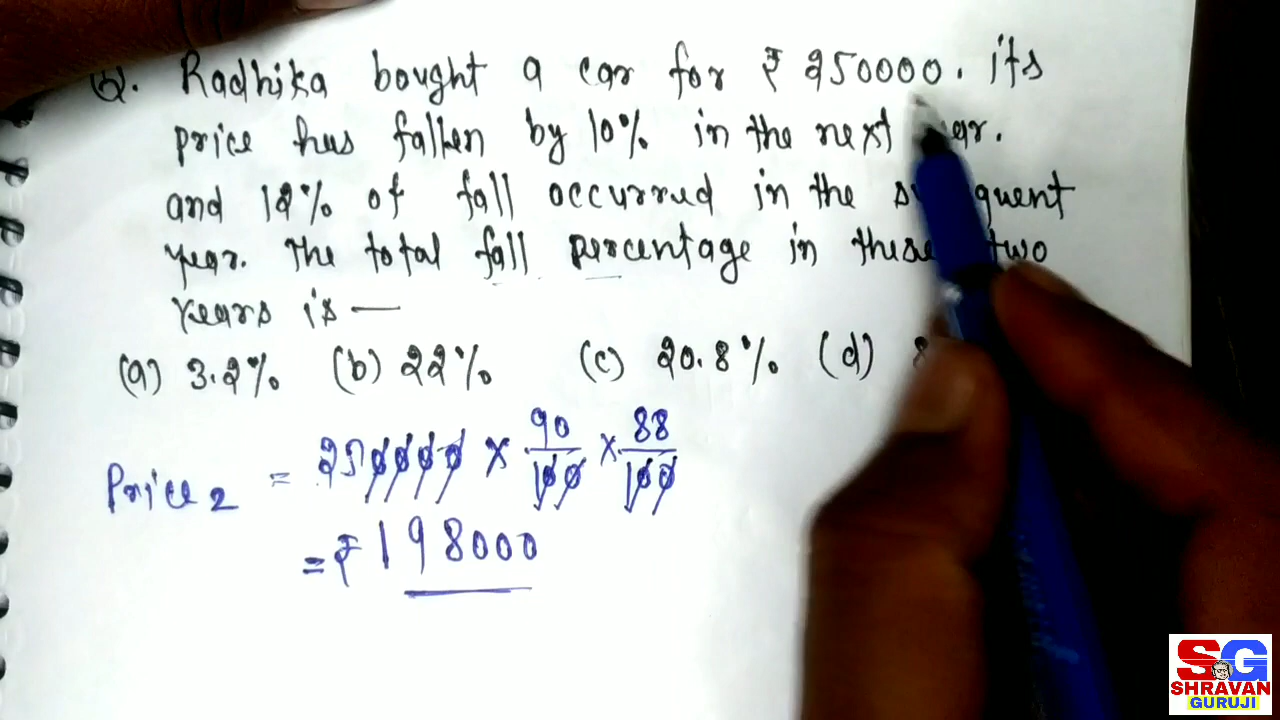 Q. Radhika bought a car for ₹ 250000. its
price has fallen by 10% in the next
and 12% of fall occurred in the
year. The total fall percentage in these two
years is —
(a) 3.2% (b) 22% (c) 20.8% (d)
Price 2 = 250000 × 90/100 × 88/100
= ₹ 198000
SG
SHRAVAN
GURUJI